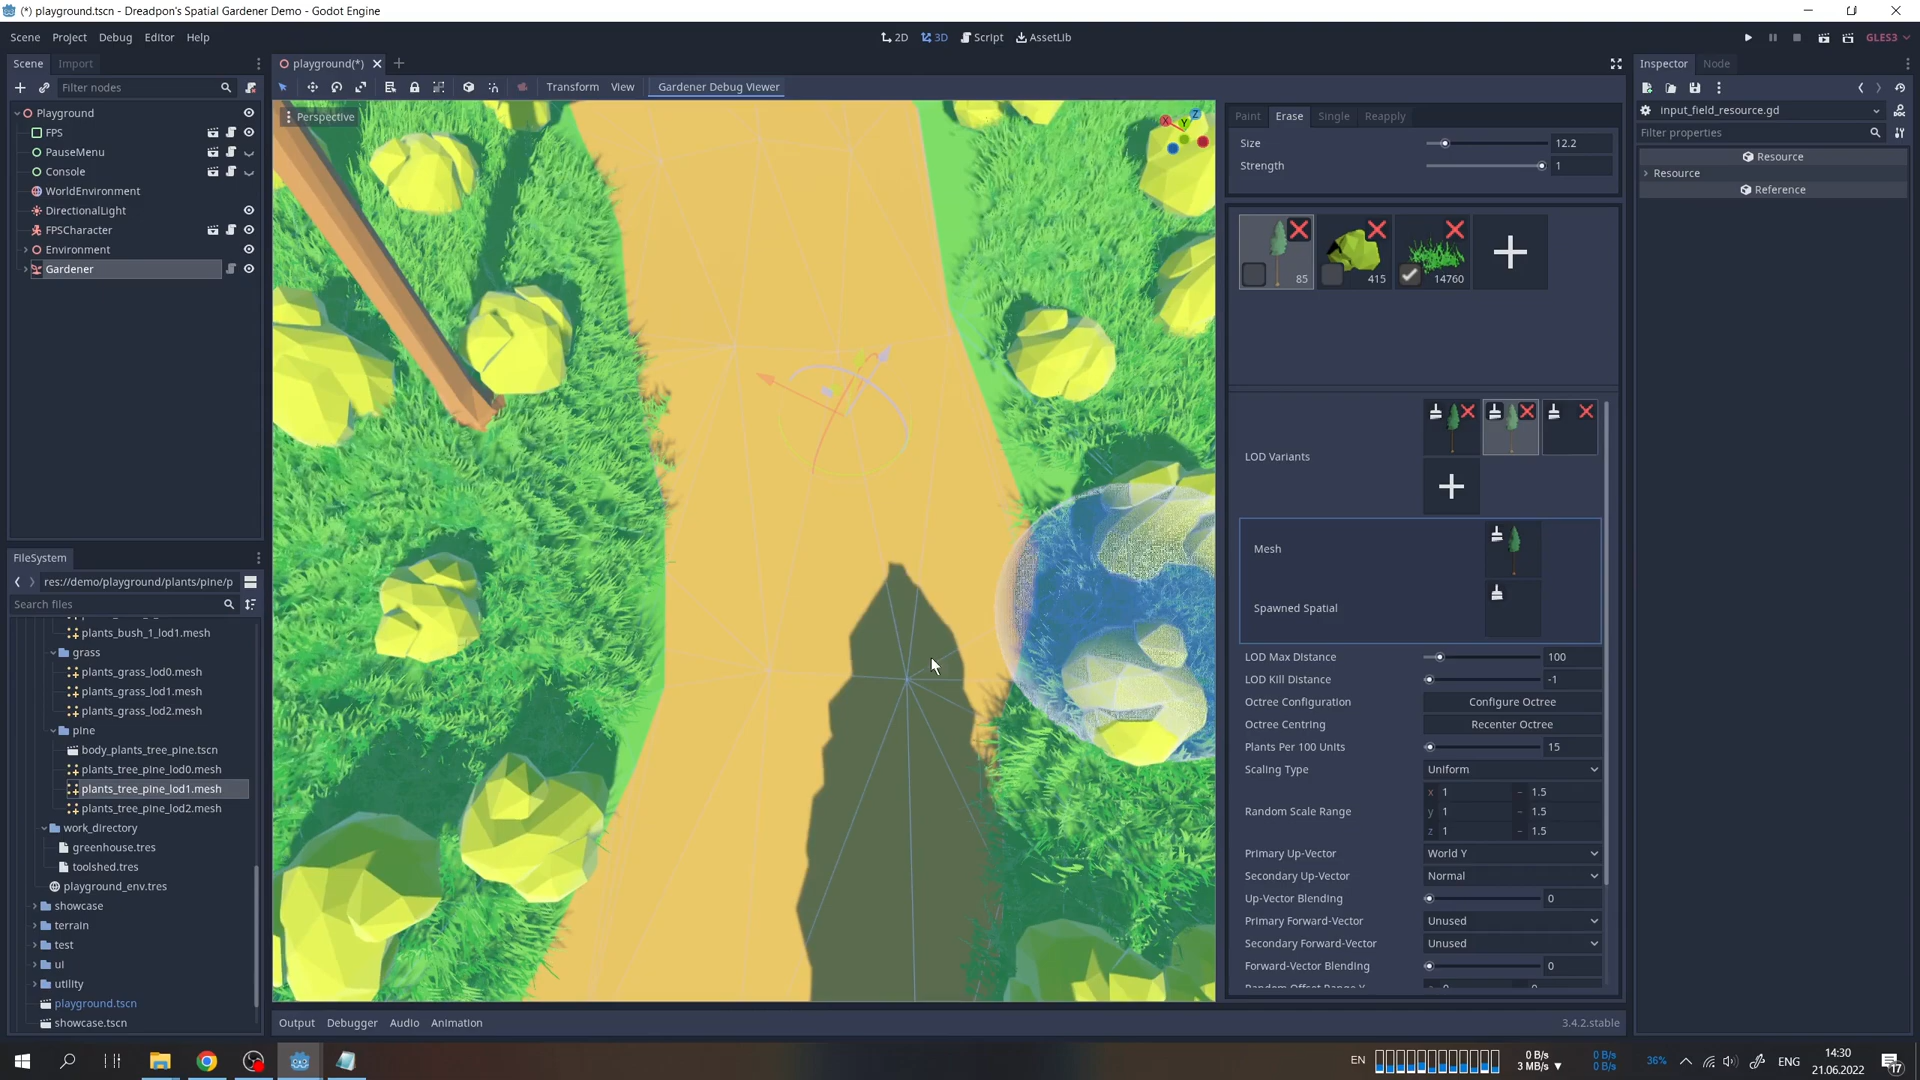 (*) playground.tscn - Dreadpon's Spatial Gardener Demo - Godot Engine
Scene Project Debug Editor Help
2D 3D Script AssetLib
GLES3
Scene Import
playground(*)
Inspector Node
Filter nodes
Transform View Gardener Debug Viewer
Playground
FPS
PauseMenu
Console
WorldEnvironment
DirectionalLight
FPSCharacter
Environment
Gardener
Perspective
X Y Z
Paint Erase Single Reapply
Size 12.2
Strength 1
85 415 14760
LOD Variants
Mesh
Spawned Spatial
LOD Max Distance 100
LOD Kill Distance -1
Octree Configuration Configure Octree
Octree Centring Recenter Octree
Plants Per 100 Units 15
Scaling Type Uniform
x 1 - 1.5
Random Scale Range y 1 - 1.5
z 1 - 1.5
Primary Up-Vector World Y
Secondary Up-Vector Normal
Up-Vector Blending 0
Primary Forward-Vector Unused
Secondary Forward-Vector Unused
Forward-Vector Blending 0
input_field_resource.gd
Filter properties
Resource
Resource
Reference
FileSystem
res://demo/playground/plants/pine/p
Search files
plants_bush_1_lod1.mesh
grass
plants_grass_lod0.mesh
plants_grass_lod1.mesh
plants_grass_lod2.mesh
pine
body_plants_tree_pine.tscn
plants_tree_pine_lod0.mesh
plants_tree_pine_lod1.mesh
plants_tree_pine_lod2.mesh
work_directory
greenhouse.tres
toolshed.tres
playground_env.tres
showcase
terrain
test
ui
utility
playground.tscn
showcase.tscn
Output Debugger Audio Animation
3.4.2.stable
EN
0 B/s
3 MB/s
0 B/s
0 B/s
36%
ENG
14:30
21.06.2022
17